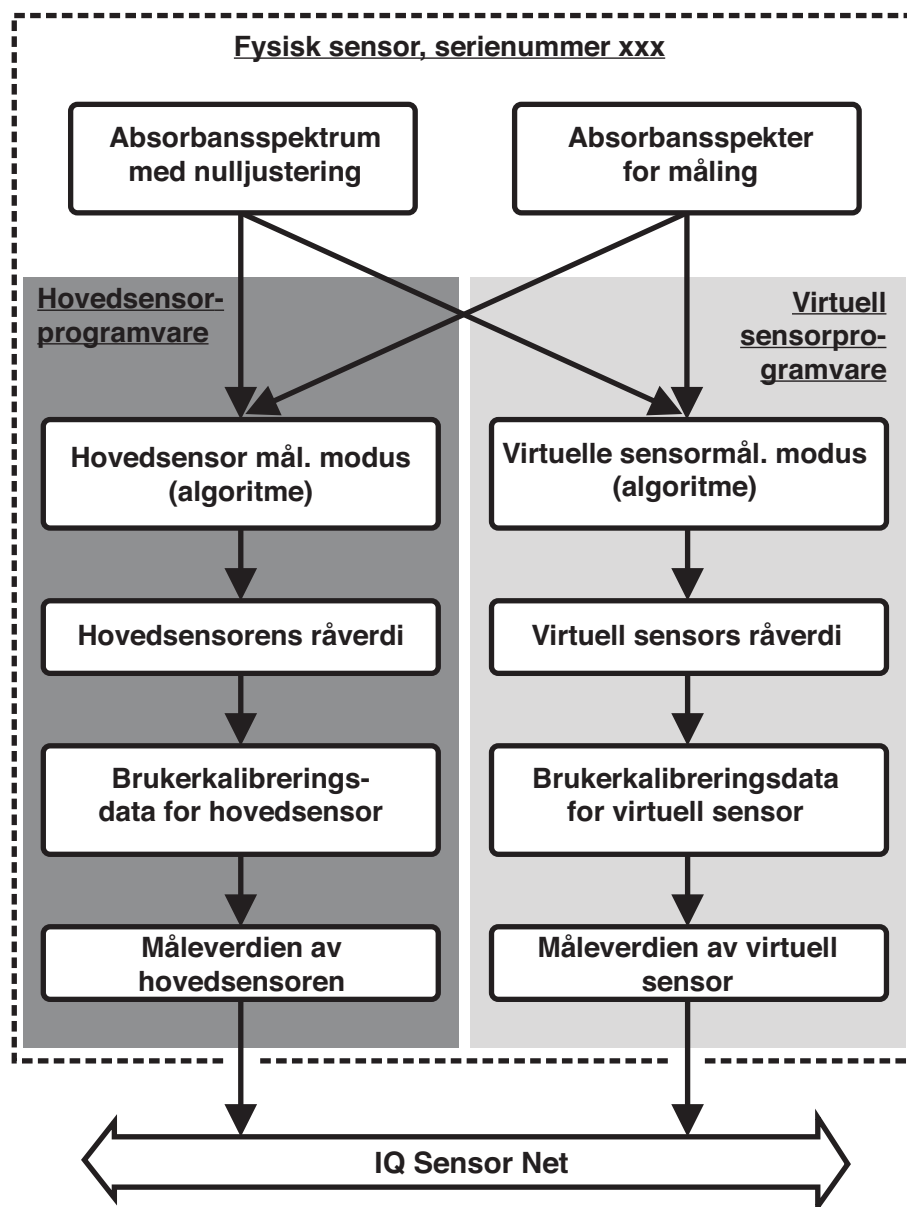 Fysisk sensor, serienummer xxx
Absorbansspektrum
med nulljustering
Absorbansspekter
for måling
Hovedsensor-
programvare
Virtuell
sensorpro-
gramvare
Hovedsensor mål. modus
(algoritme)
Virtuelle sensormål. modus
(algoritme)
Hovedsensorens råverdi
Virtuell sensors råverdi
Brukerkalibrerings-
data for hovedsensor
Brukerkalibreringsdata
for virtuell sensor
Måleverdien av
hovedsensoren
Måleverdien av virtuell
sensor
IQ Sensor Net